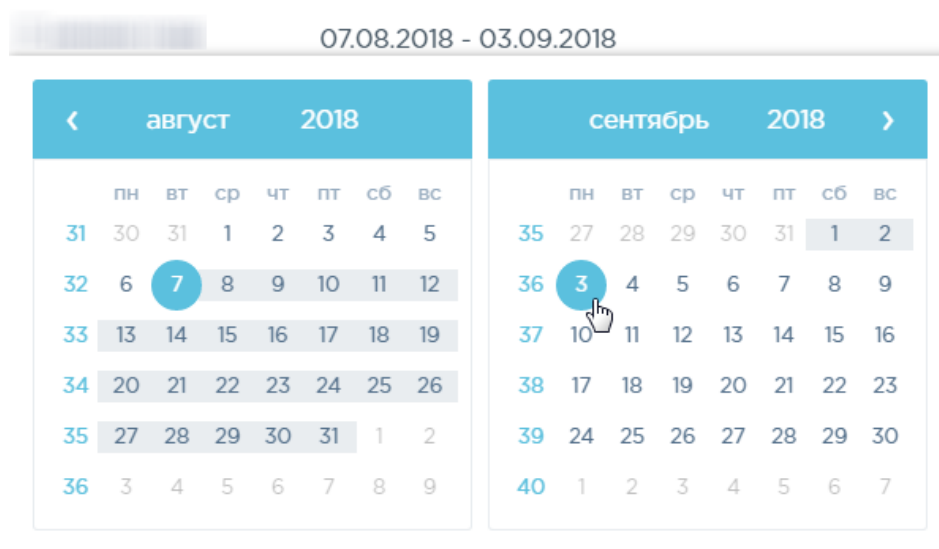 07.08.2018 - 03.09.2018
август 2018
пн вт ср чт пт сб вс
31 30 31 1 2 3 4 5
32 6 7 8 9 10 11 12
33 13 14 15 16 17 18 19
34 20 21 22 23 24 25 26
35 27 28 29 30 31 1 2
36 3 4 5 6 7 8 9
сентябрь 2018
пн вт ср чт пт сб вс
35 27 28 29 30 31 1 2
36 3 4 5 6 7 8 9
37 10 11 12 13 14 15 16
38 17 18 19 20 21 22 23
39 24 25 26 27 28 29 30
40 1 2 3 4 5 6 7